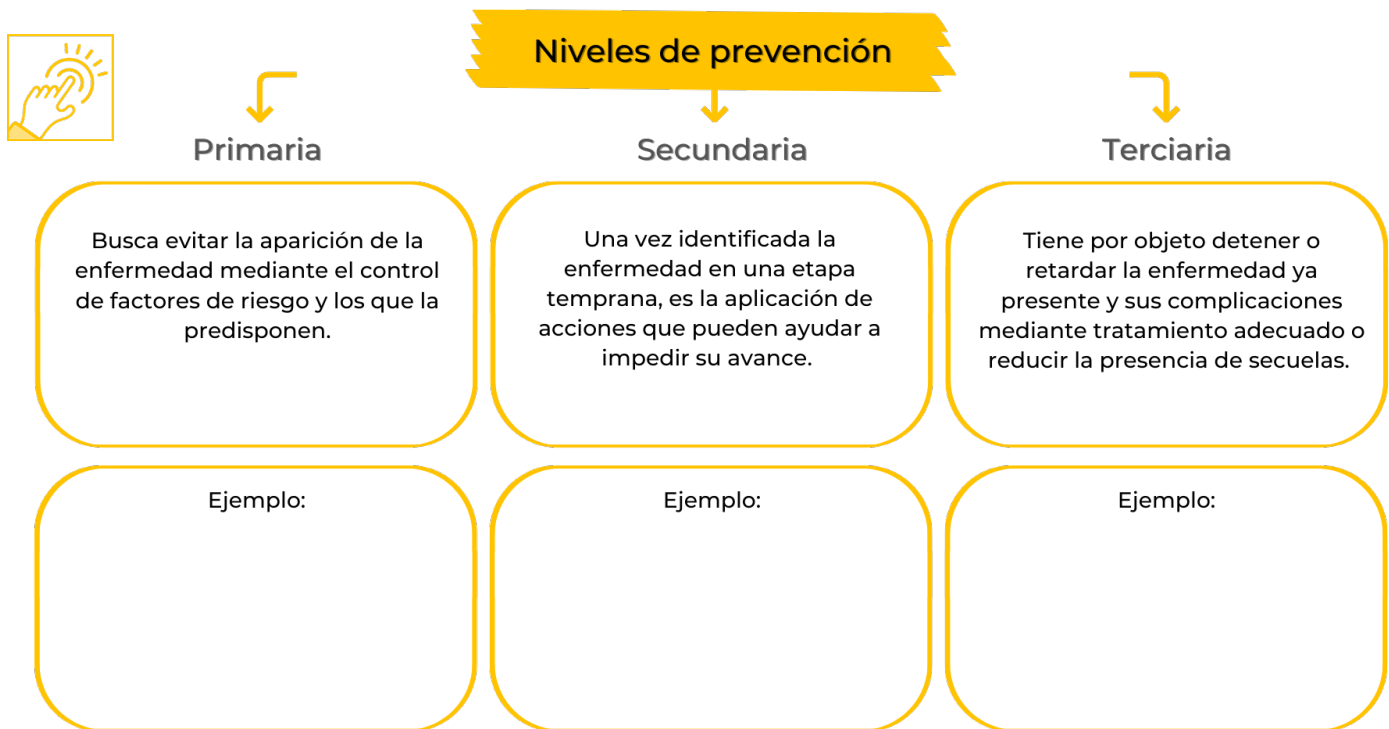 Niveles de prevención
Primaria
Secundaria
Terciaria
Busca evitar la aparición de la
enfermedad mediante el control
de factores de riesgo y los que la
predisponen.
Una vez identificada la
enfermedad en una etapa
temprana, es la aplicación de
acciones que pueden ayudar a
impedir su avance.
Tiene por objeto detener o
retardar la enfermedad ya
presente y sus complicaciones
mediante tratamiento adecuado o
reducir la presencia de secuelas.
Ejemplo:
Ejemplo:
Ejemplo: